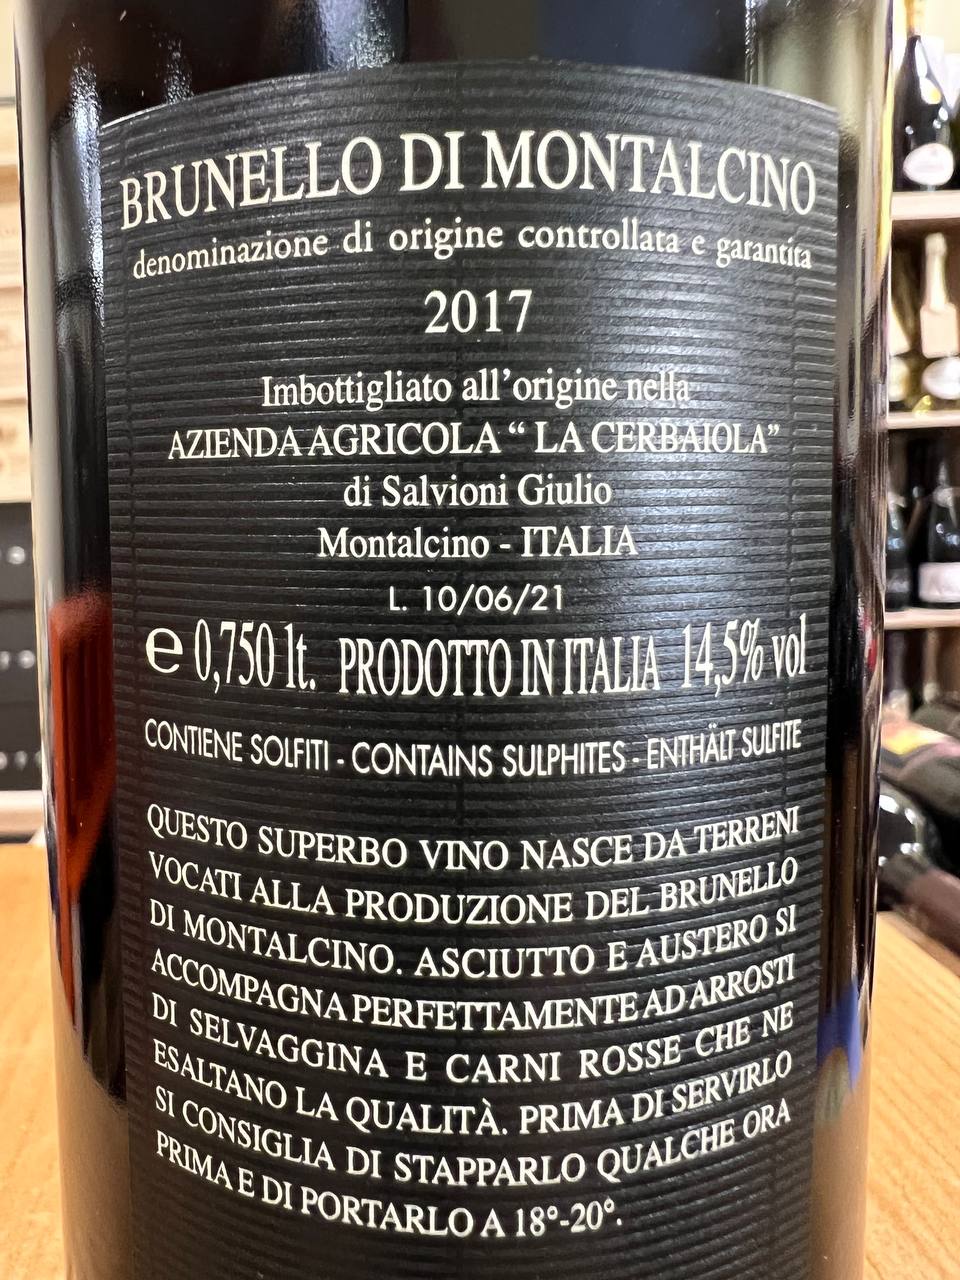 BRUNELLO DI MONTALCINO
denominazione di origine controllata e garantita
2017
Imbottigliato all'origine nella
AZIENDA AGRICOLA “ LA CERBAIOLA”
di Salvioni Giulio
Montalcino - ITALIA
L. 10/06/21
℮ 0,750 lt. PRODOTTO IN ITALIA 14,5% vol
CONTIENE SOLFITI - CONTAINS SULPHITES - ENTHÄLT SULFITE
QUESTO SUPERBO VINO NASCE DA TERRENI
VOCATI ALLA PRODUZIONE DEL BRUNELLO
DI MONTALCINO. ASCIUTTO E AUSTERO SI
ACCOMPAGNA PERFETTAMENTE AD ARROSTI
DI SELVAGGINA E CARNI ROSSE CHE NE
ESALTANO LA QUALITÀ. PRIMA DI SERVIRLO
SI CONSIGLIA DI STAPPARLO QUALCHE ORA
PRIMA E DI PORTARLO A 18°-20°.